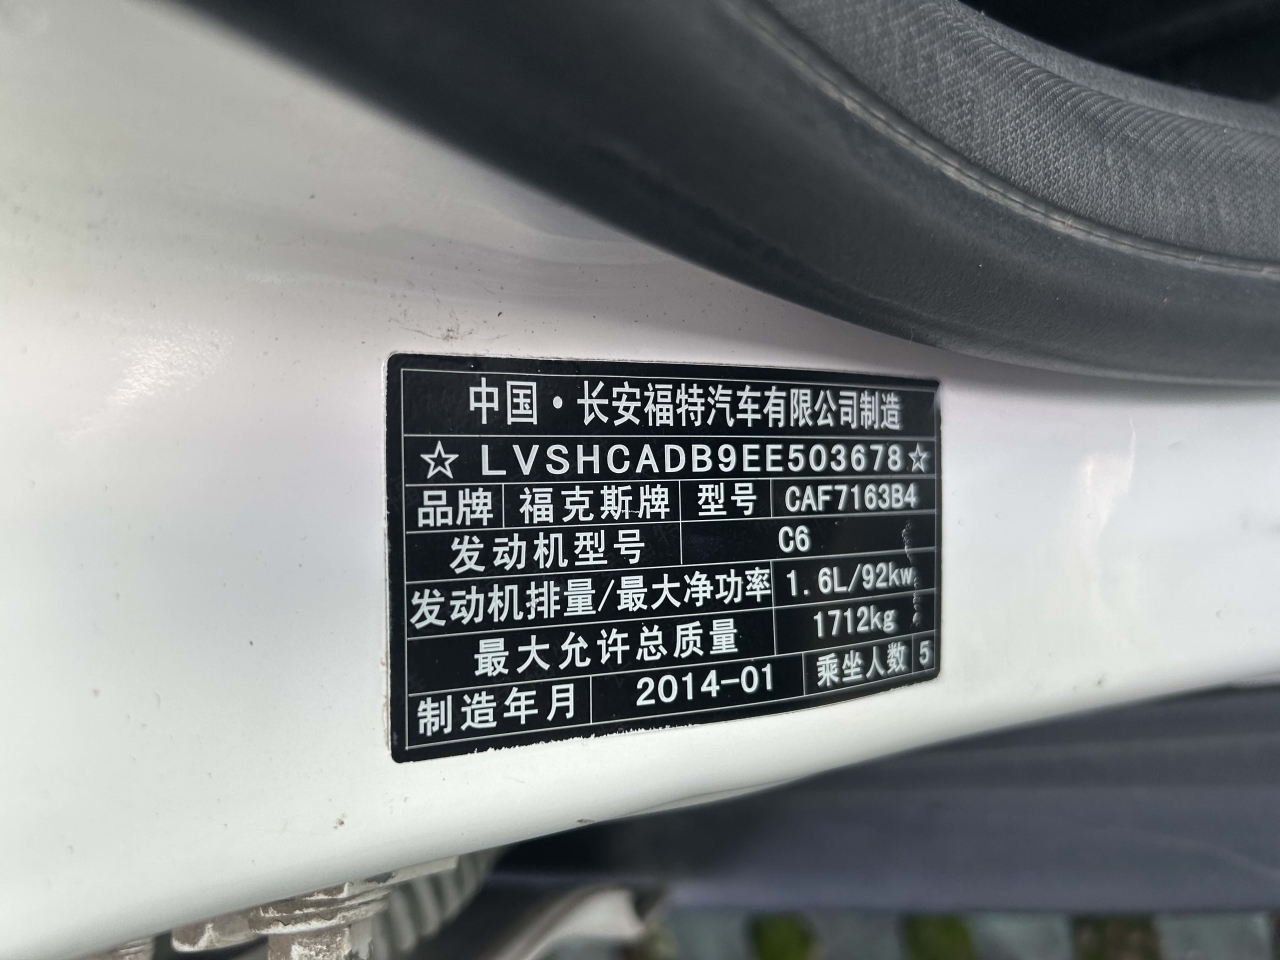 中国·长安福特汽车有限公司制造
☆LVSHCADB9EE503678☆
品牌 福克斯牌 型号 CAF7163B4
发动机型号 C6
发动机排量/最大净功率 1.6L/92kw
最大允许总质量 1712kg
制造年月 2014-01 乘坐人数 5